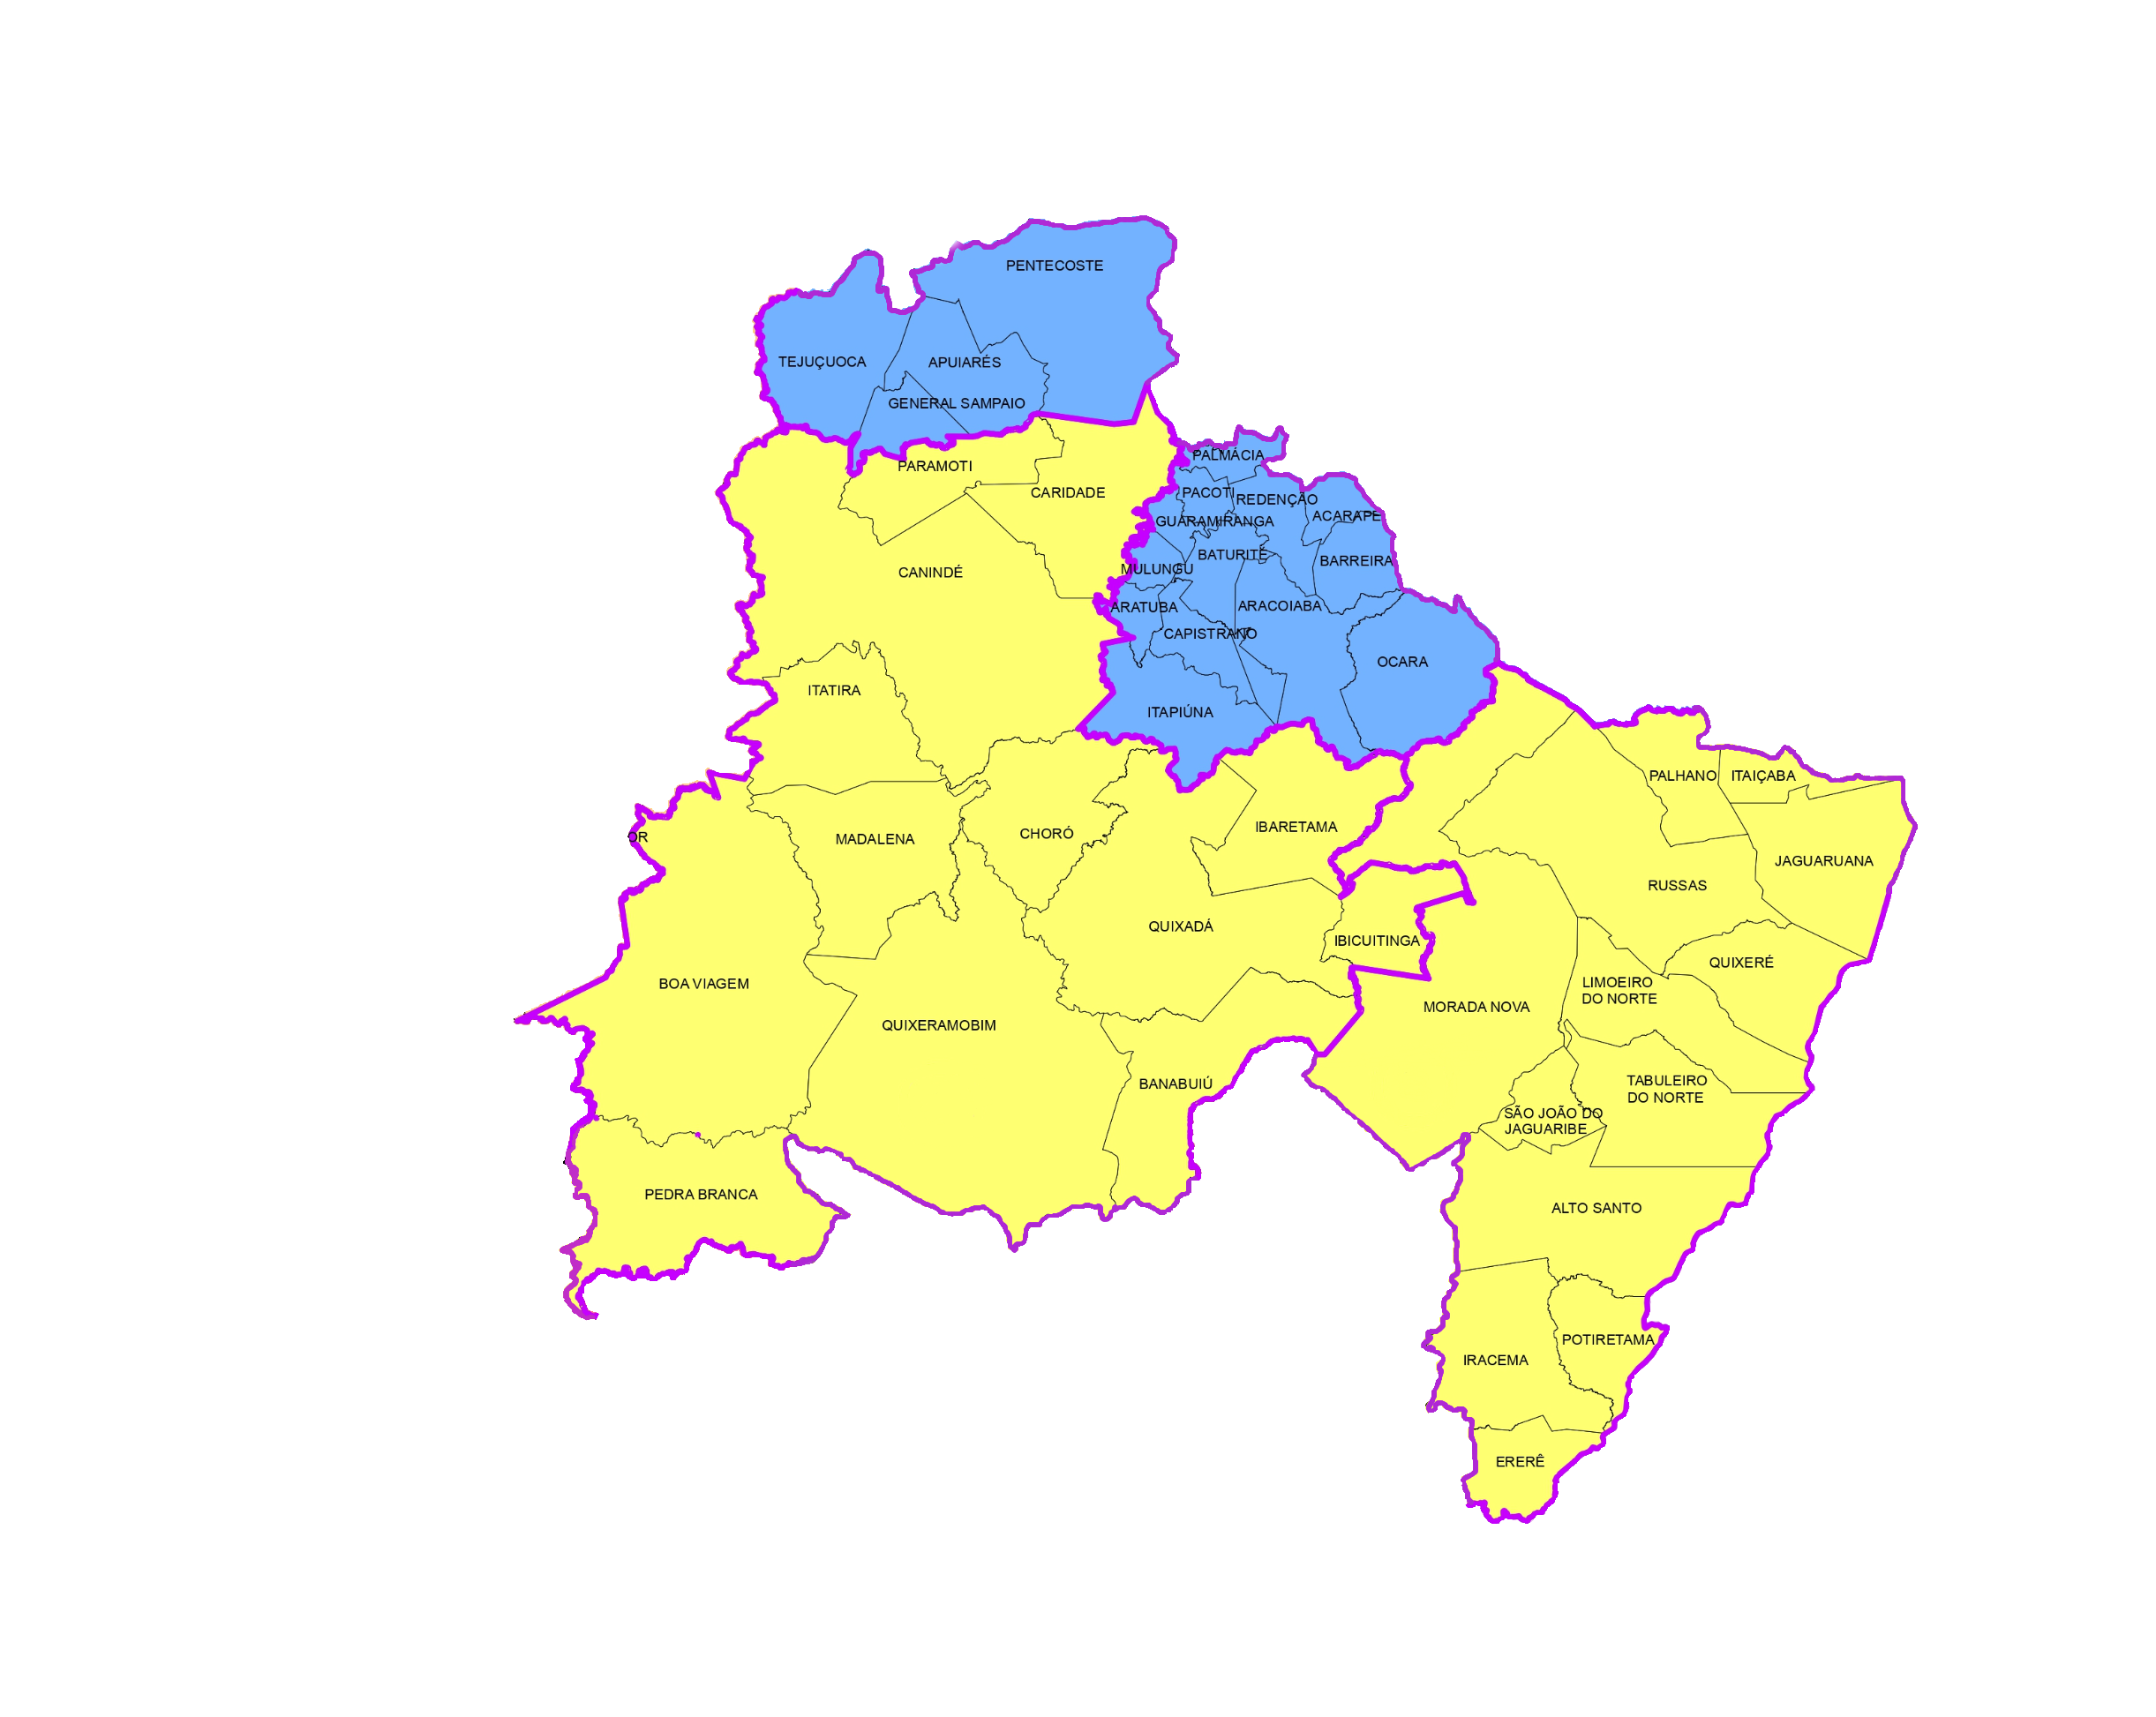 PENTECOSTE
TEJUÇUOCA
APUIARÉS
GENERAL SAMPAIO
PALMÁCIA
PARAMOTI
CARIDADE
PACOTI
REDENÇÃO
ACARAPE
GUARAMIRANGA
BATURITÉ
BARREIRA
CANINDÉ
MULUNGU
ARATUBA
ARACOIABA
CAPISTRANO
OCARA
ITATIRA
ITAPIÚNA
PALHANO
ITAIÇABA
OR
MADALENA
CHORÓ
IBARETAMA
JAGUARUANA
RUSSAS
QUIXADÁ
IBICUITINGA
QUIXERÉ
BOA VIAGEM
LIMOEIRO
DO NORTE
MORADA NOVA
QUIXERAMOBIM
BANABUIÚ
TABULEIRO
DO NORTE
SÃO JOÃO DO
JAGUARIBE
PEDRA BRANCA
ALTO SANTO
POTIRETAMA
IRACEMA
ERERÊ